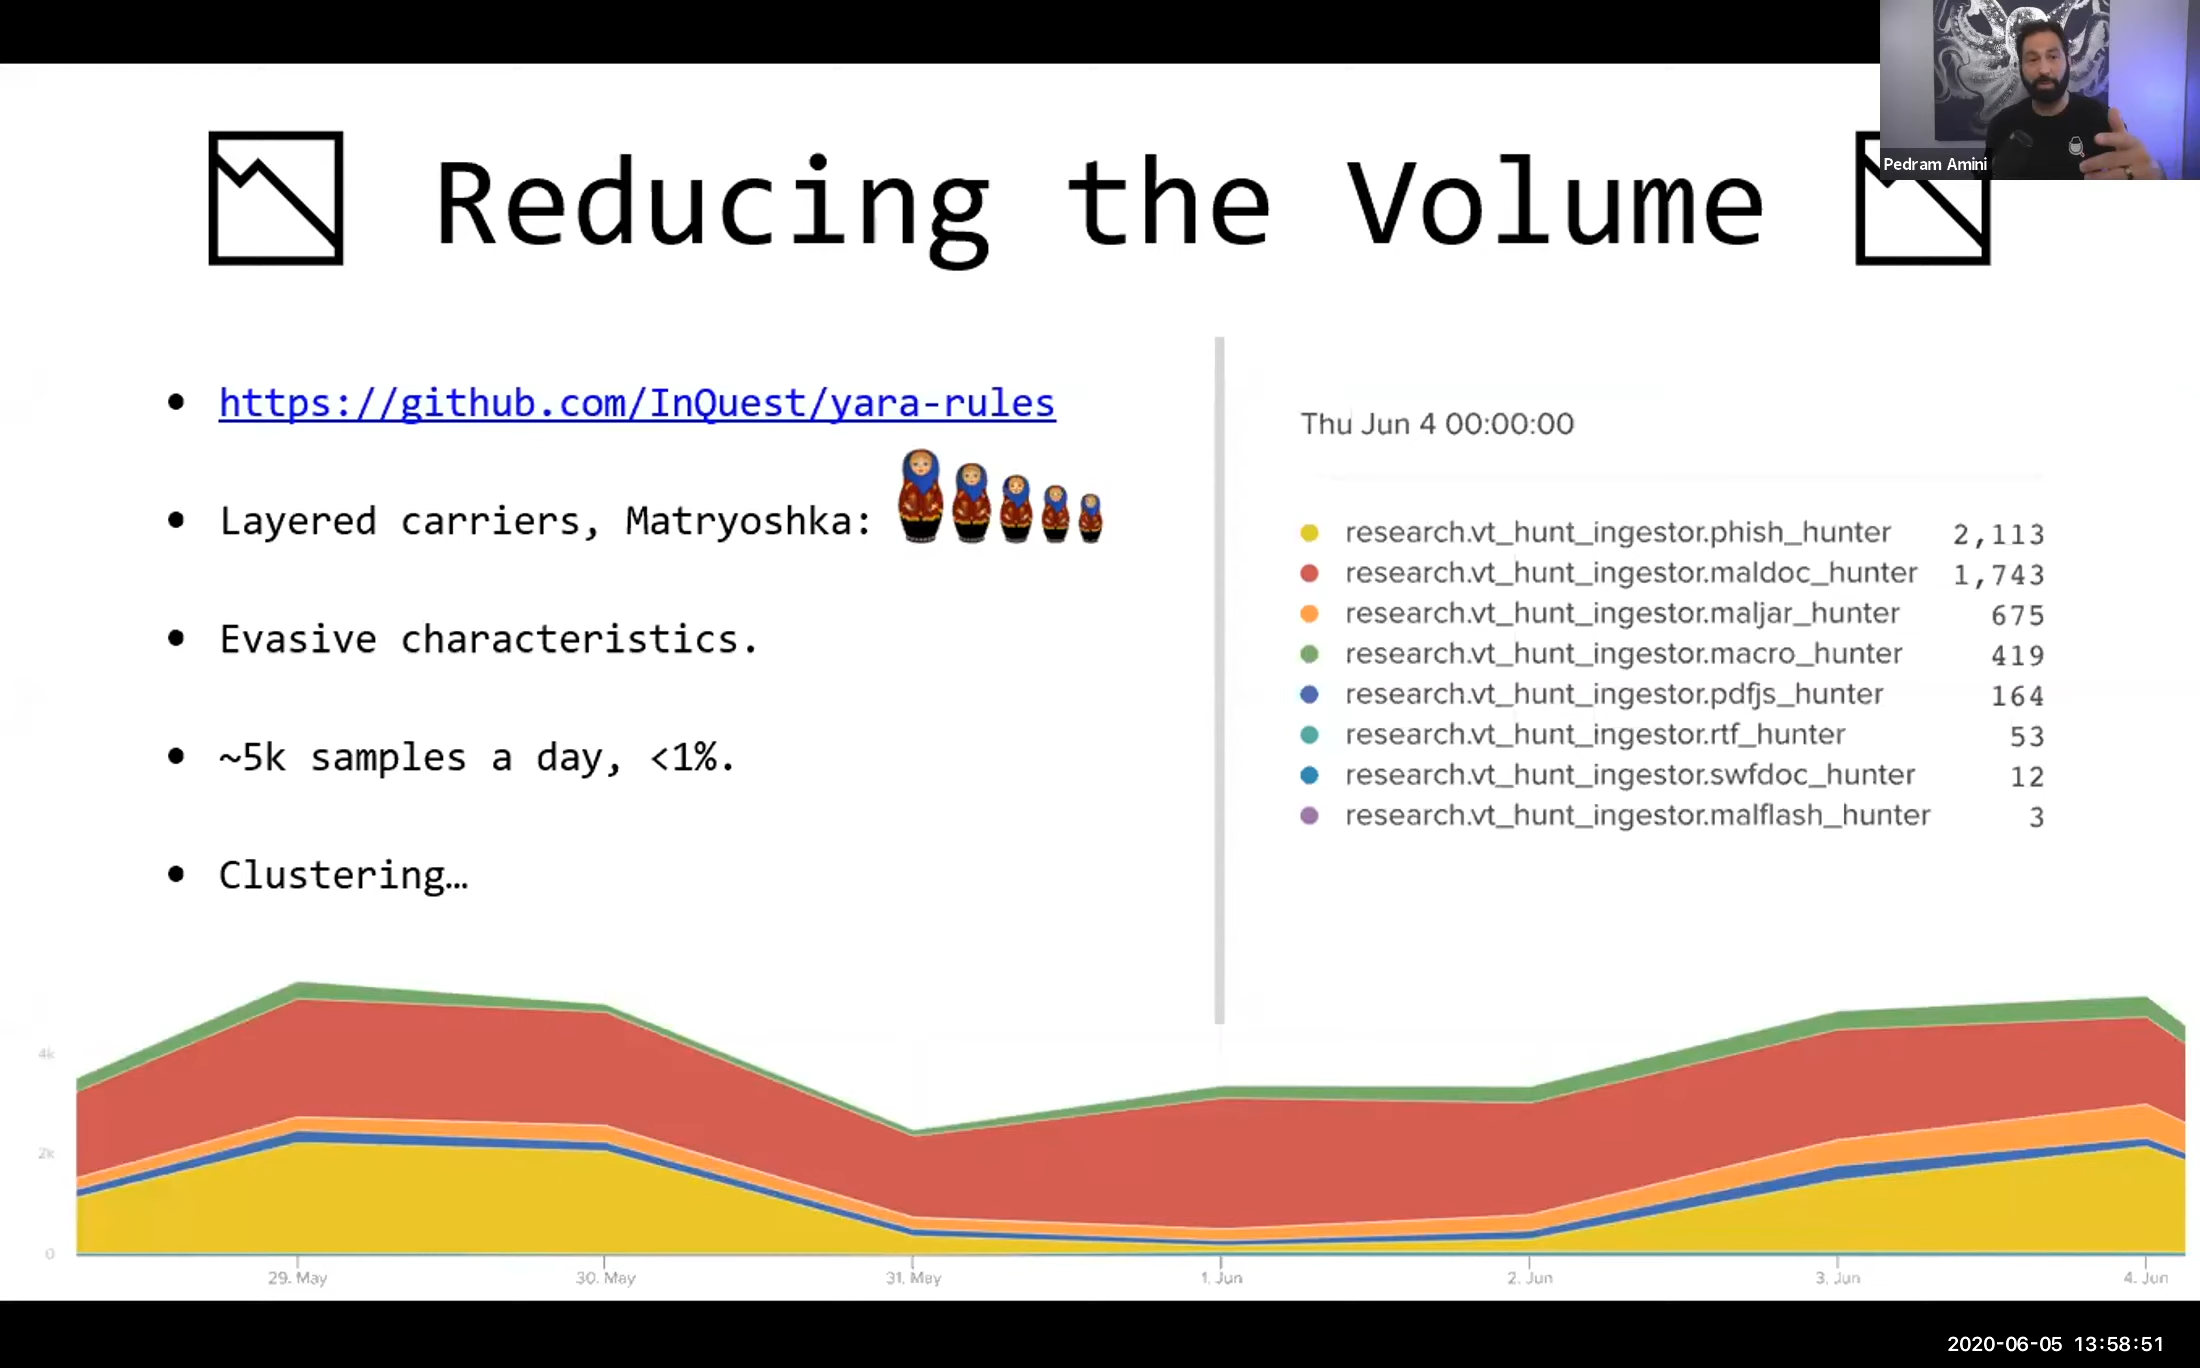 Pedram Amini
Reducing the Volume
https://github.com/InQuest/yara-rules
Layered carriers, Matryoshka:
Evasive characteristics.
~5k samples a day, <1%.
Clustering…
Thu Jun 4 00:00:00
research.vt_hunt_ingestor.phish_hunter 2,113
research.vt_hunt_ingestor.maldoc_hunter 1,743
research.vt_hunt_ingestor.maljar_hunter 675
research.vt_hunt_ingestor.macro_hunter 419
research.vt_hunt_ingestor.pdfjs_hunter 164
research.vt_hunt_ingestor.rtf_hunter 53
research.vt_hunt_ingestor.swfdoc_hunter 12
research.vt_hunt_ingestor.malflash_hunter 3
4k
2k
0
29. May 30. May 31. May 1. Jun 2. Jun 3. Jun 4. Jun
2020-06-05 13:58:51